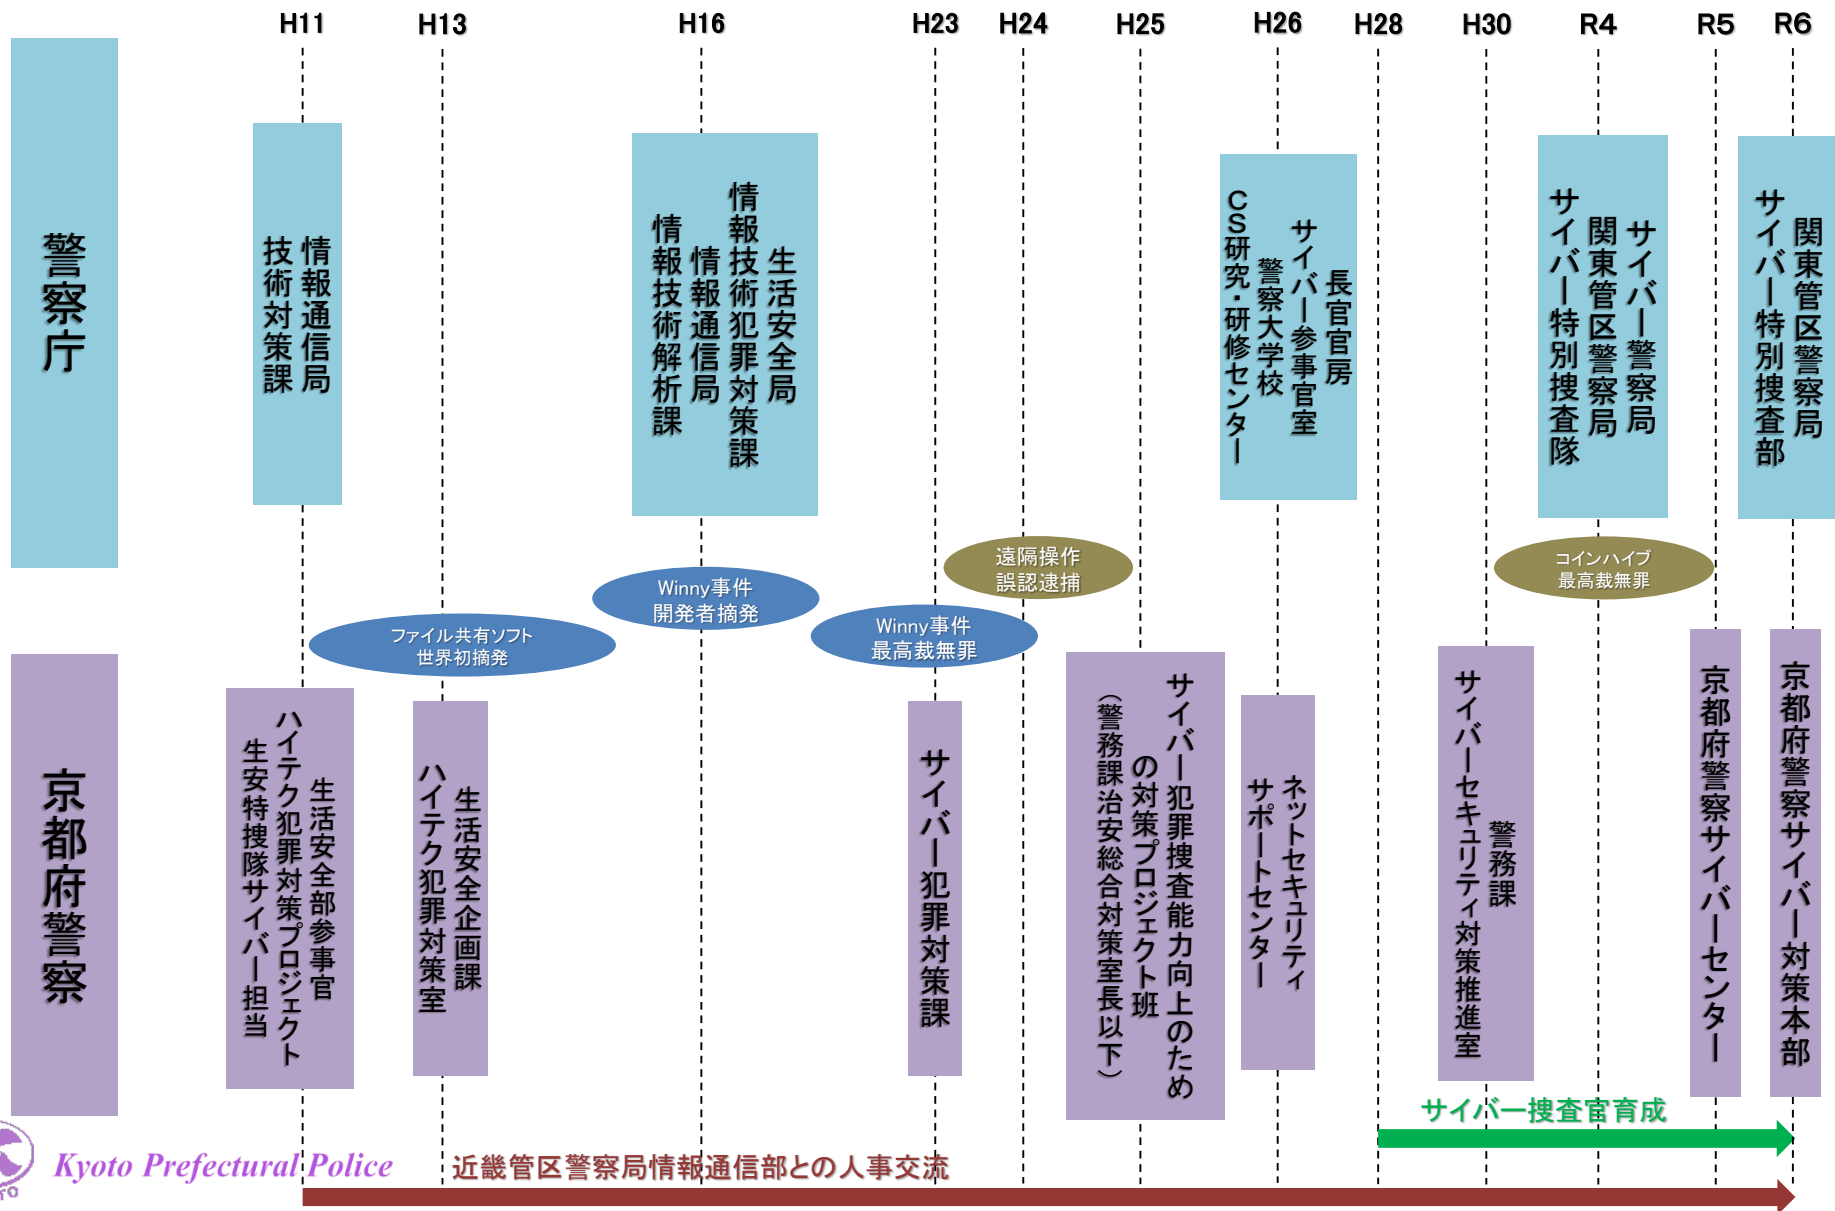 H11 H13 H16 H23 H24 H25 H26 H28 H30 R4 R5 R6
警察庁
情報通信局
技術対策課
生活安全局
情報技術犯罪対策課
情報通信局
情報技術解析課
長官官房
サイバー参事官室
警察大学校
CS研究・研修センター
サイバー警察局
関東管区警察局
サイバー特別捜査隊
関東管区警察局
サイバー特別捜査部
ファイル共有ソフト
世界初摘発
Winny事件
開発者摘発
Winny事件
最高裁無罪
遠隔操作
誤認逮捕
コインハイブ
最高裁無罪
京都府警察
生活安全部参事官
ハイテク犯罪対策プロジェクト
生安特捜隊サイバー担当
生活安全企画課
ハイテク犯罪対策室
サイバー犯罪対策課
サイバー犯罪捜査能力向上のため
の対策プロジェクト班
（警務課治安総合対策室長以下）
ネットセキュリティ
サポートセンター
警務課
サイバーセキュリティ対策推進室
京都府警察サイバーセンター
京都府警察サイバー対策本部
サイバー捜査官育成
Kyoto Prefectural Police
近畿管区警察局情報通信部との人事交流